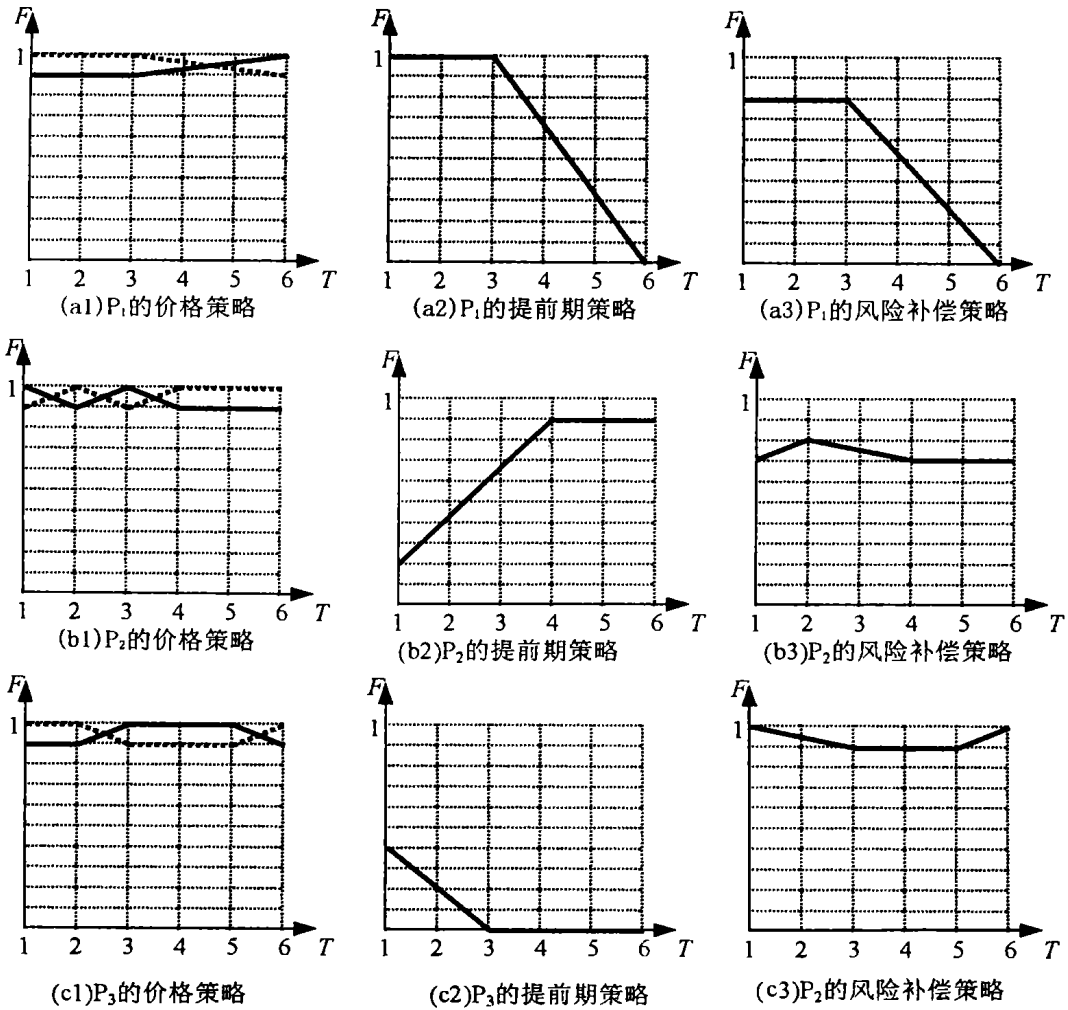 F F F
1 1 1
1 2 3 4 5 6 T 1 2 3 4 5 6 T 1 2 3 4 5 6 T
(a1)P₁的价格策略 (a2)P₁的提前期策略 (a3)P₁的风险补偿策略
F F F
1 1 1
1 2 3 4 5 6 T 1 2 3 4 5 6 T 1 2 3 4 5 6 T
(b1)P₂的价格策略 (b2)P₂的提前期策略 (b3)P₂的风险补偿策略
F F F
1 1 1
1 2 3 4 5 6 T 1 2 3 4 5 6 T 1 2 3 4 5 6 T
(c1)P₃的价格策略 (c2)P₃的提前期策略 (c3)P₂的风险补偿策略